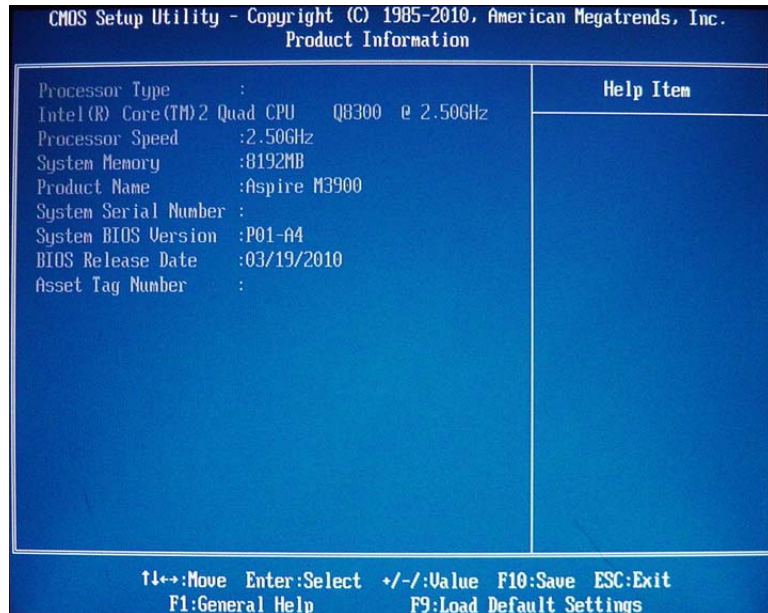 CMOS Setup Utility - Copyright (C) 1985-2010, American Megatrends, Inc.
Product Information
Processor Type :
Intel(R) Core(TM)2 Quad CPU Q8300 @ 2.50GHz
Processor Speed :2.50GHz
System Memory :8192MB
Product Name :Aspire M3900
System Serial Number :
System BIOS Version :P01-A4
BIOS Release Date :03/19/2010
Asset Tag Number :
Help Item
↑↓↔:Move Enter:Select +/-/:Value F10:Save ESC:Exit
F1:General Help F9:Load Default Settings